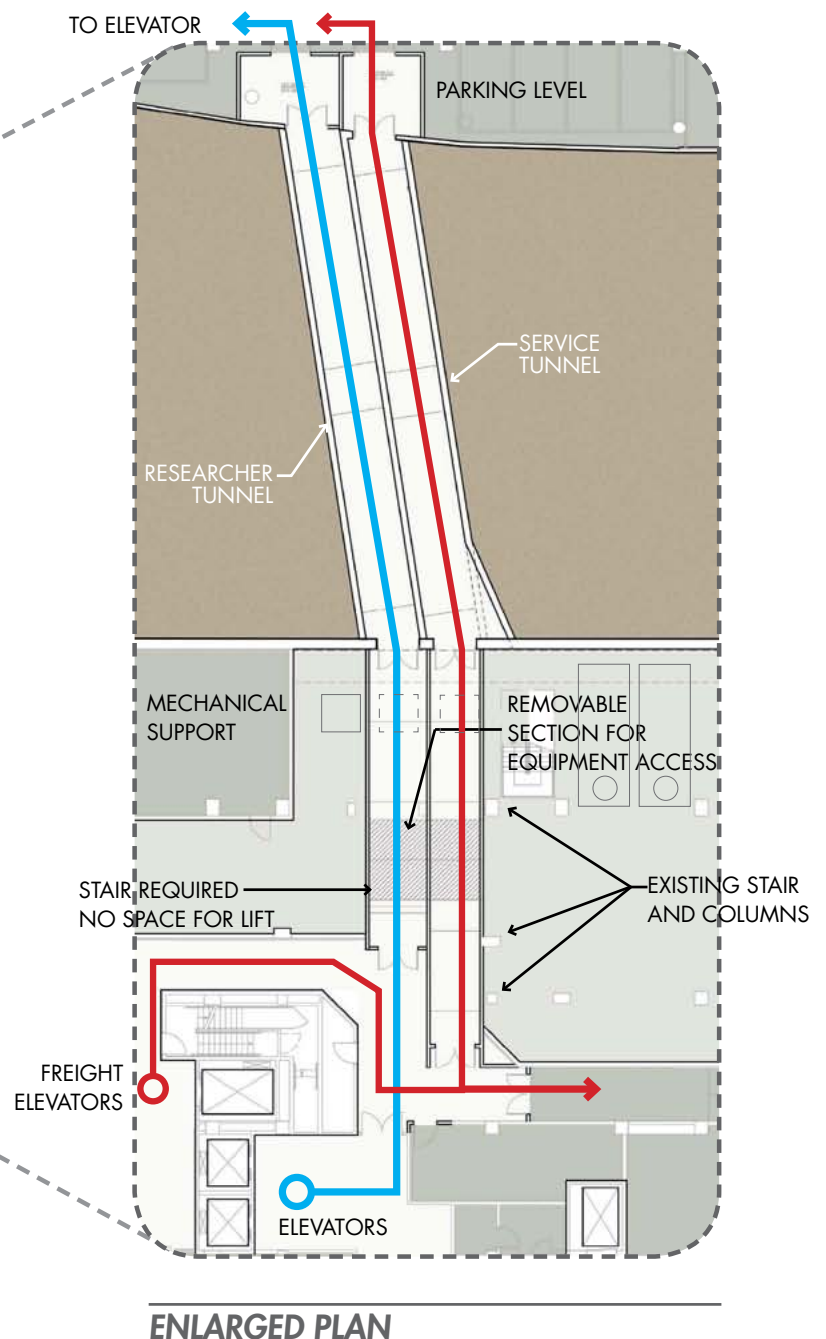 TO ELEVATOR
PARKING LEVEL
SERVICE
TUNNEL
RESEARCHER
TUNNEL
MECHANICAL
SUPPORT
REMOVABLE
SECTION FOR
EQUIPMENT ACCESS
STAIR REQUIRED
NO SPACE FOR LIFT
EXISTING STAIR
AND COLUMNS
FREIGHT
ELEVATORS
ELEVATORS
ENLARGED PLAN